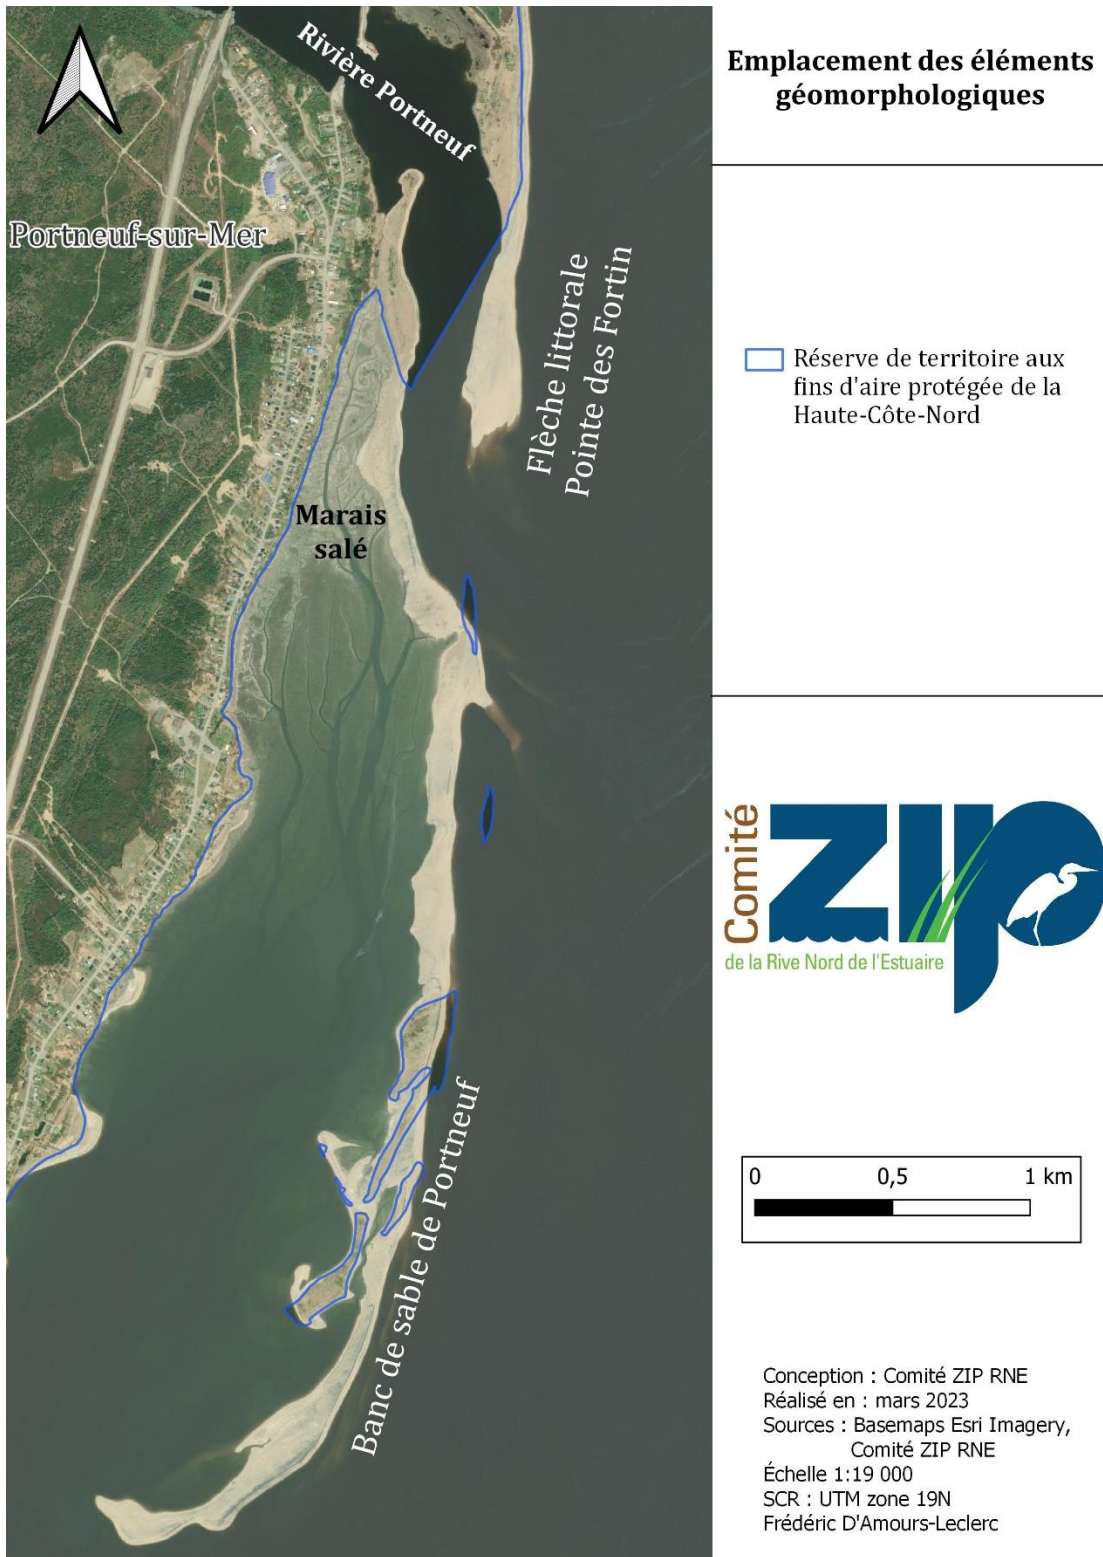 Rivière Portneuf
Portneuf-sur-Mer
Flèche littorale
Pointe des Fortin
Marais
salé
Banc de sable de Portneuf
Emplacement des éléments
géomorphologiques
Réserve de territoire aux
fins d'aire protégée de la
Haute-Côte-Nord
Comité
ZIP
de la Rive Nord de l'Estuaire
0 0,5 1 km
Conception : Comité ZIP RNE
Réalisé en : mars 2023
Sources : Basemaps Esri Imagery,
Comité ZIP RNE
Échelle 1:19 000
SCR : UTM zone 19N
Frédéric D'Amours-Leclerc